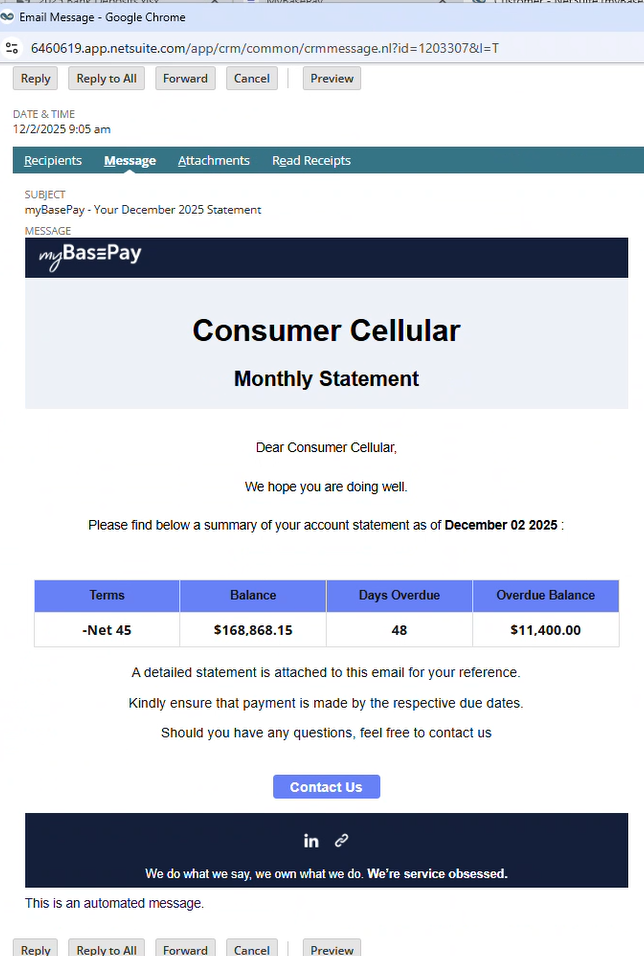 Email Message - Google Chrome
6460619.app.netsuite.com/app/crm/common/crmmessage.nl?id=1203307&l=T
Reply Reply to All Forward Cancel Preview
DATE & TIME
12/2/2025 9:05 am
Recipients Message Attachments Read Receipts
SUBJECT
myBasePay - Your December 2025 Statement
MESSAGE
myBasePay
Consumer Cellular
Monthly Statement
Dear Consumer Cellular,
We hope you are doing well.
Please find below a summary of your account statement as of December 02 2025 :
Terms Balance Days Overdue Overdue Balance
-Net 45 $168,868.15 48 $11,400.00
A detailed statement is attached to this email for your reference.
Kindly ensure that payment is made by the respective due dates.
Should you have any questions, feel free to contact us
Contact Us
in
We do what we say, we own what we do. We're service obsessed.
This is an automated message.
Reply Reply to All Forward Cancel Preview